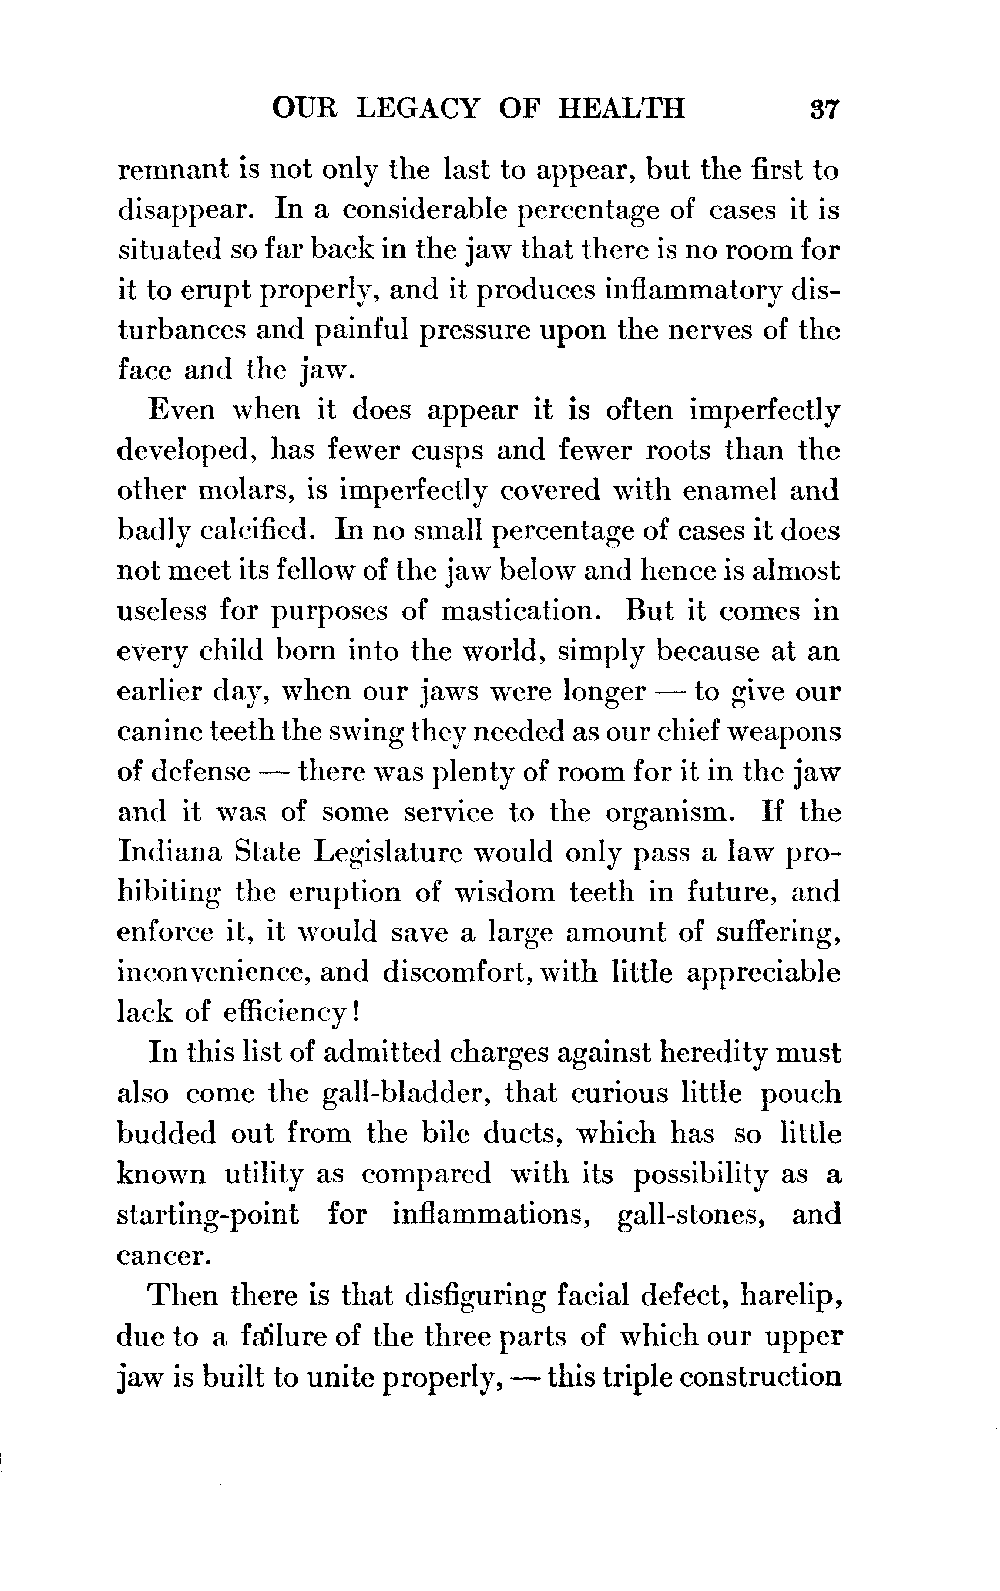 OUR LEGACY OF HEALTH 37
remnant is not only the last to appear, but the first to
disappear. In a considerable percentage of cases it is
situated so far back in the jaw that there is no room for
it to erupt properly, and it produces inflammatory dis-
turbances and painful pressure upon the nerves of the
face and the jaw.
Even when it does appear it is often imperfectly
developed, has fewer cusps and fewer roots than the
other molars, is imperfectly covered with enamel and
badly calcified. In no small percentage of cases it does
not meet its fellow of the jaw below and hence is almost
useless for purposes of mastication. But it comes in
every child born into the world, simply because at an
earlier day, when our jaws were longer — to give our
canine teeth the swing they needed as our chief weapons
of defense — there was plenty of room for it in the jaw
and it was of some service to the organism. If the
Indiana State Legislature would only pass a law pro-
hibiting the eruption of wisdom teeth in future, and
enforce it, it would save a large amount of suffering,
inconvenience, and discomfort, with little appreciable
lack of efficiency!
In this list of admitted charges against heredity must
also come the gall-bladder, that curious little pouch
budded out from the bile ducts, which has so little
known utility as compared with its possibility as a
starting-point for inflammations, gall-stones, and
cancer.
Then there is that disfiguring facial defect, harelip,
due to a failure of the three parts of which our upper
jaw is built to unite properly, — this triple construction